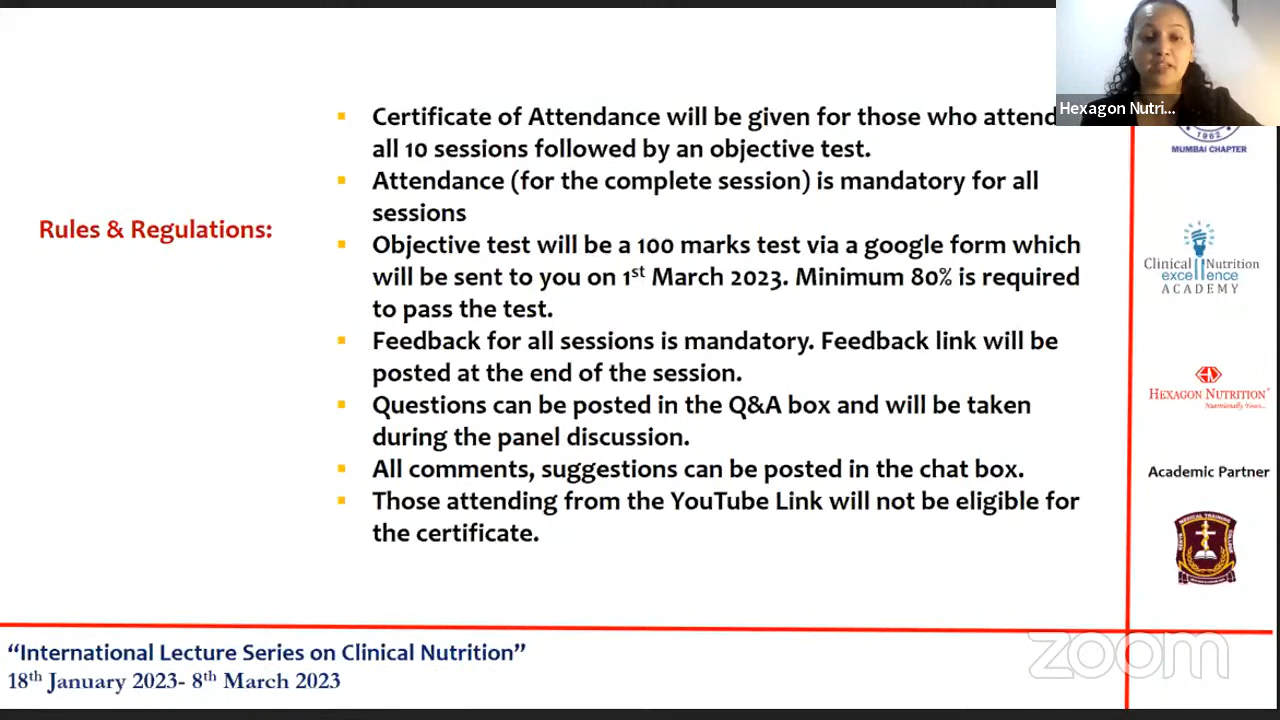 Hexagon Nutri...
Certificate of Attendance will be given for those who attend
all 10 sessions followed by an objective test.
Attendance (for the complete session) is mandatory for all
sessions
Rules & Regulations:
Objective test will be a 100 marks test via a google form which
will be sent to you on 1st March 2023. Minimum 80% is required
to pass the test.
Feedback for all sessions is mandatory. Feedback link will be
posted at the end of the session.
Questions can be posted in the Q&A box and will be taken
during the panel discussion.
All comments, suggestions can be posted in the chat box.
Those attending from the YouTube Link will not be eligible for
the certificate.
1962
MUMBAI CHAPTER
Clinical Nutrition
excellence
ACADEMY
HEXAGON NUTRITION
Nutritionally Yours...
Academic Partner
MEDICAL TRAINING
“International Lecture Series on Clinical Nutrition”
18th January 2023- 8th March 2023
zoom